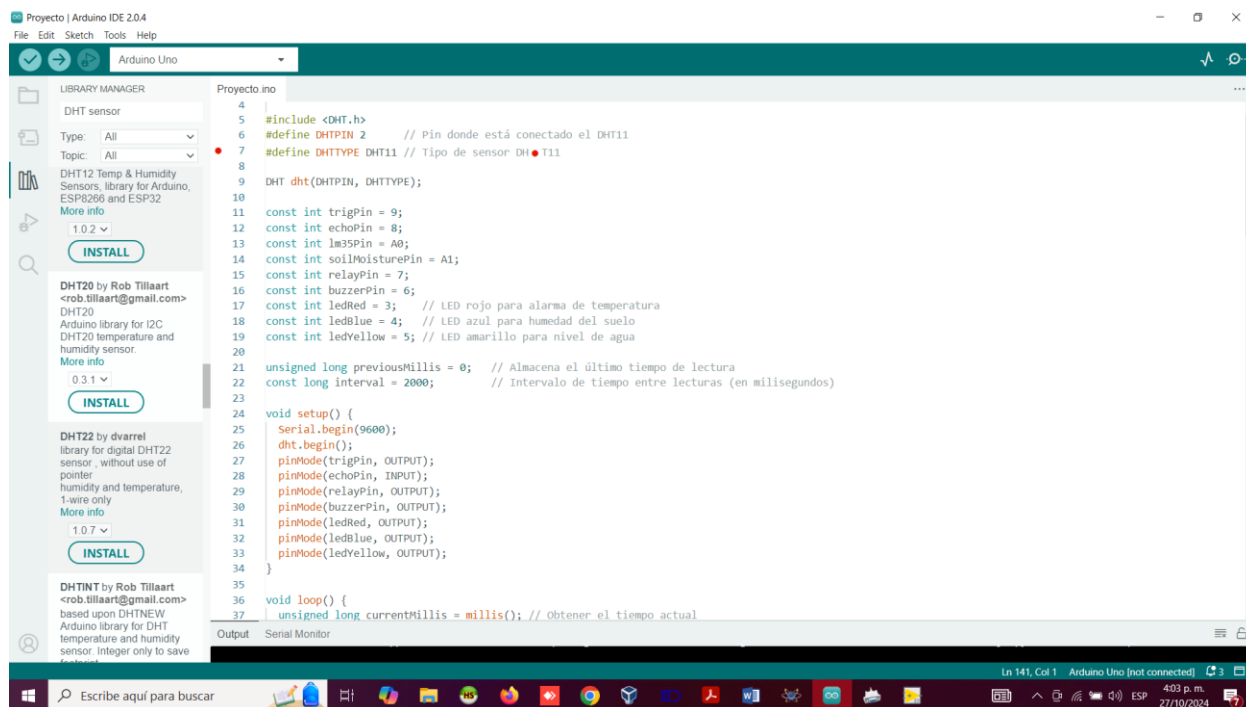 Proyecto | Arduino IDE 2.0.4
File Edit Sketch Tools Help
Arduino Uno
LIBRARY MANAGER
DHT sensor
Type: All
Topic: All
DHT12 Temp & Humidity
Sensors, library for Arduino,
ESP8266 and ESP32
More info
1.0.2
INSTALL
DHT20 by Rob Tillaart
<rob.tillaart@gmail.com>
DHT20
Arduino library for I2C
DHT20 temperature and
humidity sensor.
More info
0.3.1
INSTALL
DHT22 by dvarrel
library for digital DHT22
sensor , without use of
pointer
humidity and temperature,
1-wire only
More info
1.0.7
INSTALL
DHTINT by Rob Tillaart
<rob.tillaart@gmail.com>
based upon DHTNEW
Arduino library for DHT
temperature and humidity
sensor. Integer only to save
Proyecto.ino
4
5 #include <DHT.h>
6 #define DHTPIN 2 // Pin donde está conectado el DHT11
7 #define DHTTYPE DHT11 // Tipo de sensor DH T11
8
9 DHT dht(DHTPIN, DHTTYPE);
10
11 const int trigPin = 9;
12 const int echoPin = 8;
13 const int lm35Pin = A0;
14 const int soilMoisturePin = A1;
15 const int relayPin = 7;
16 const int buzzerPin = 6;
17 const int ledRed = 3; // LED rojo para alarma de temperatura
18 const int ledBlue = 4; // LED azul para humedad del suelo
19 const int ledYellow = 5; // LED amarillo para nivel de agua
20
21 unsigned long previousMillis = 0; // Almacena el último tiempo de lectura
22 const long interval = 2000; // Intervalo de tiempo entre lecturas (en milisegundos)
23
24 void setup() {
25 Serial.begin(9600);
26 dht.begin();
27 pinMode(trigPin, OUTPUT);
28 pinMode(echoPin, INPUT);
29 pinMode(relayPin, OUTPUT);
30 pinMode(buzzerPin, OUTPUT);
31 pinMode(ledRed, OUTPUT);
32 pinMode(ledBlue, OUTPUT);
33 pinMode(ledYellow, OUTPUT);
34 }
35
36 void loop() {
37 unsigned long currentMillis = millis(); // Obtener el tiempo actual
Output Serial Monitor
Ln 141, Col 1 Arduino Uno [not connected] 3
Escribe aquí para buscar
HS
ESP
4:03 p. m.
27/10/2024
7